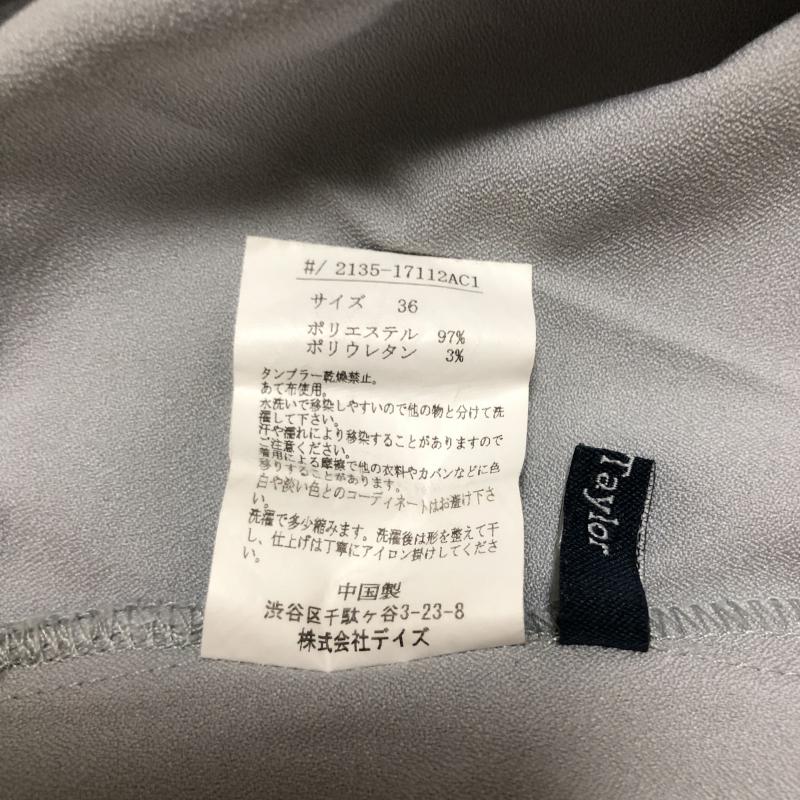 #/ 2135-17112AC1
サイズ 36
ポリエステル 97%
ポリウレタン 3%
タンブラー乾燥禁止。
あて布使用。
水洗いで移染しやすいので他の物と分けて洗
濯して下さい。
汗や濡れにより移染することがありますので
ご注意ください。
着用による摩擦で他の衣料やカバンなどに色
移りすることがあります。
白や淡い色とのコーディネートはお避け下さ
い。
洗濯で多少縮みます。洗濯後は形を整えて干
し、仕上げは丁寧にアイロン掛けしてくださ
い。
中国製
渋谷区千駄ヶ谷3-23-8
株式会社デイズ
Taylor